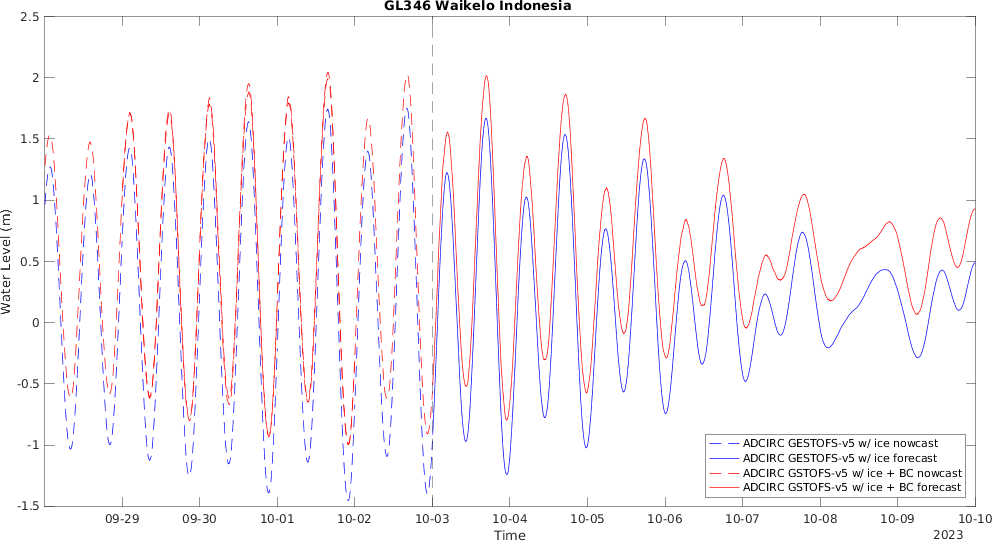 GL346 Waikelo Indonesia
2.5
2
1.5
1
0.5
0
-0.5
-1
-1.5
Water Level (m)
09-29 09-30 10-01 10-02 10-03 10-04 10-05 10-06 10-07 10-08 10-09 10-10
Time
2023
ADCIRC GESTOFS-v5 w/ ice nowcast
ADCIRC GESTOFS-v5 w/ ice forecast
ADCIRC GSTOFS-v5 w/ ice + BC nowcast
ADCIRC GSTOFS-v5 w/ ice + BC forecast